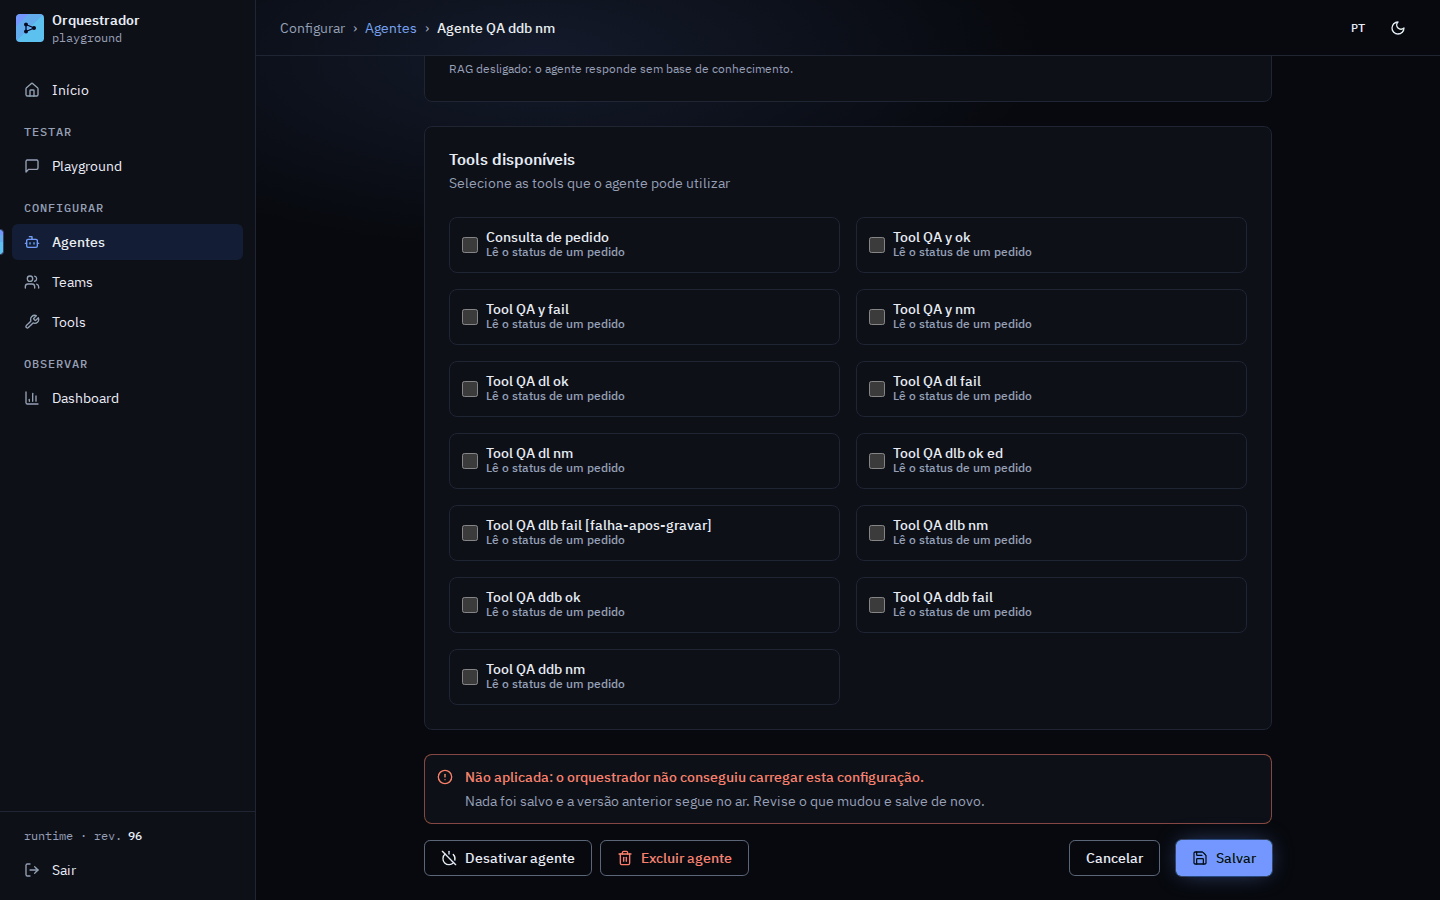 Orquestrador
playground
Configurar › Agentes › Agente QA ddb nm
PT
Início
TESTAR
Playground
CONFIGURAR
Agentes
Teams
Tools
OBSERVAR
Dashboard
runtime · rev. 96
Sair
RAG desligado: o agente responde sem base de conhecimento.
Tools disponíveis
Selecione as tools que o agente pode utilizar
Consulta de pedido
Lê o status de um pedido
Tool QA y ok
Lê o status de um pedido
Tool QA y fail
Lê o status de um pedido
Tool QA y nm
Lê o status de um pedido
Tool QA dl ok
Lê o status de um pedido
Tool QA dl fail
Lê o status de um pedido
Tool QA dl nm
Lê o status de um pedido
Tool QA dlb ok ed
Lê o status de um pedido
Tool QA dlb fail [falha-apos-gravar]
Lê o status de um pedido
Tool QA dlb nm
Lê o status de um pedido
Tool QA ddb ok
Lê o status de um pedido
Tool QA ddb fail
Lê o status de um pedido
Tool QA ddb nm
Lê o status de um pedido
Não aplicada: o orquestrador não conseguiu carregar esta configuração.
Nada foi salvo e a versão anterior segue no ar. Revise o que mudou e salve de novo.
Desativar agente
Excluir agente
Cancelar
Salvar